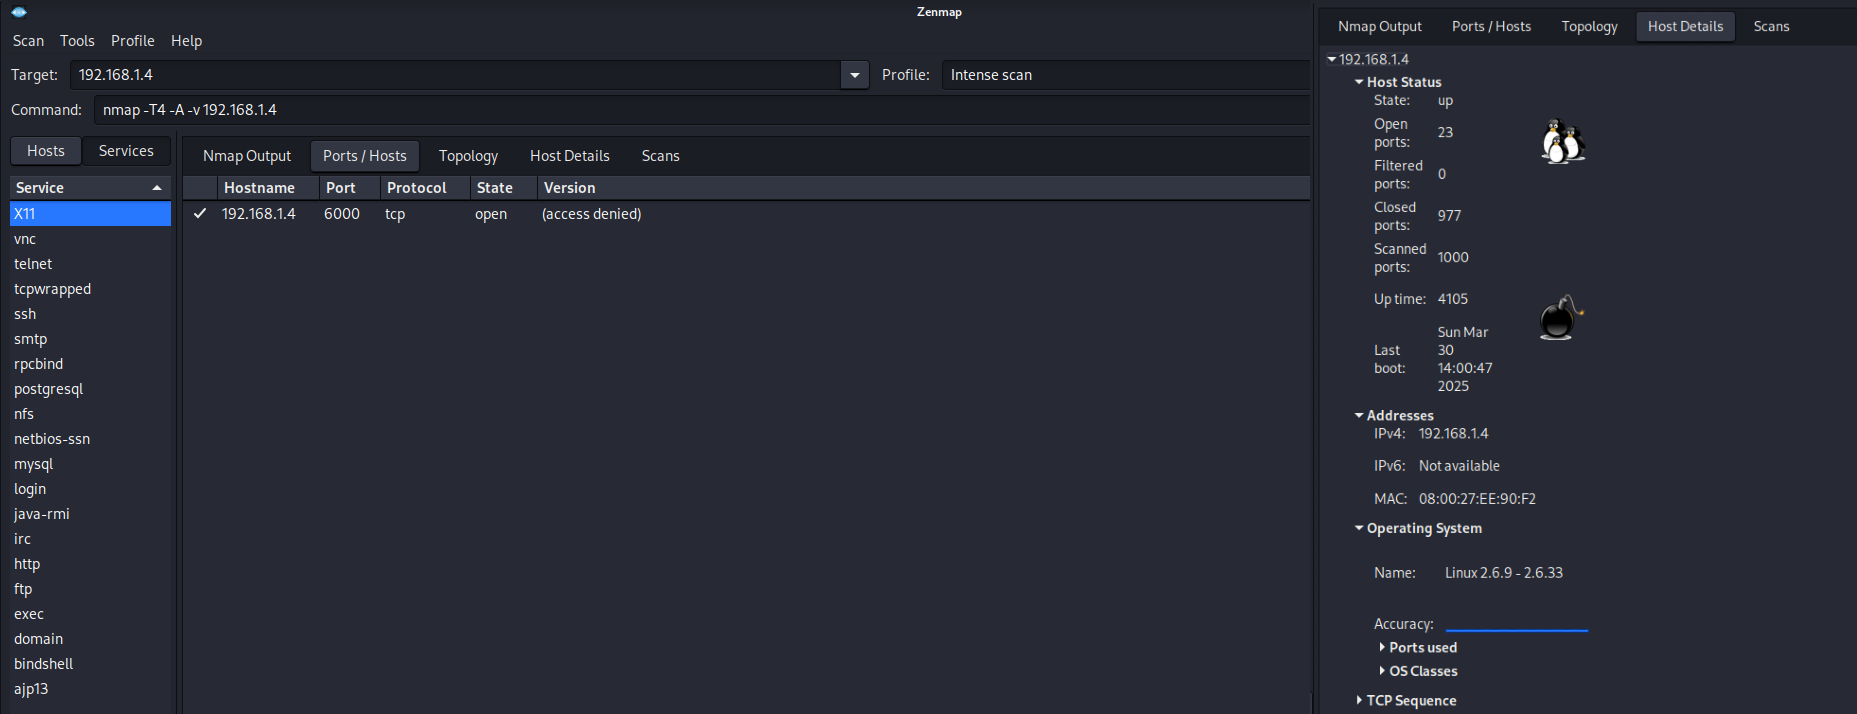 Zenmap
Scan Tools Profile Help
Target: 192.168.1.4 Profile: Intense scan
Command: nmap -T4 -A -v 192.168.1.4
Hosts Services
Service
X11
vnc
telnet
tcpwrapped
ssh
smtp
rpcbind
postgresql
nfs
netbios-ssn
mysql
login
java-rmi
irc
http
ftp
exec
domain
bindshell
ajp13
Nmap Output Ports / Hosts Topology Host Details Scans
Hostname Port Protocol State Version
192.168.1.4 6000 tcp open (access denied)
Nmap Output Ports / Hosts Topology Host Details Scans
192.168.1.4
Host Status
State: up
Open
ports: 23
Filtered
ports: 0
Closed
ports: 977
Scanned
ports: 1000
Up time: 4105
Last
boot:
Sun Mar
30
14:00:47
2025
Addresses
IPv4: 192.168.1.4
IPv6: Not available
MAC: 08:00:27:EE:90:F2
Operating System
Name: Linux 2.6.9 - 2.6.33
Accuracy:
Ports used
OS Classes
TCP Sequence